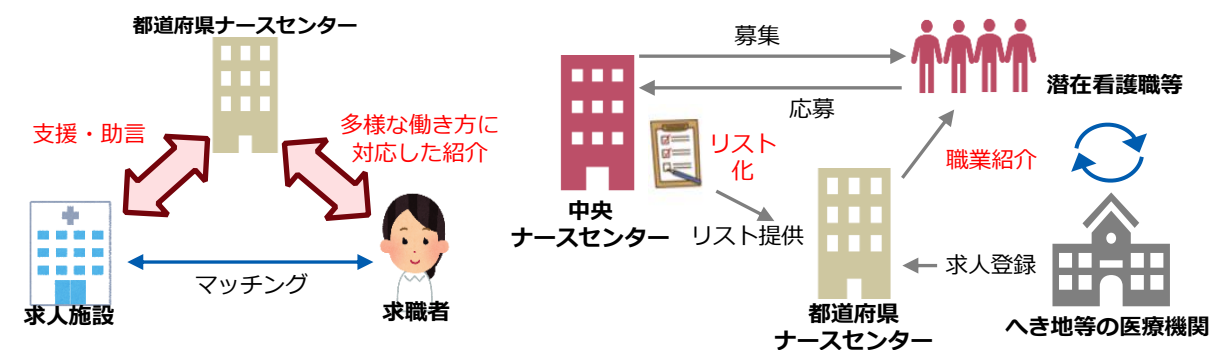 都道府県ナースセンター
支援・助言
多様な働き方に
対応した紹介
マッチング
求人施設
求職者
募集
応募
潜在看護職等
リスト
化
職業紹介
中央
ナースセンター
リスト提供
求人登録
都道府県
ナースセンター
へき地等の医療機関